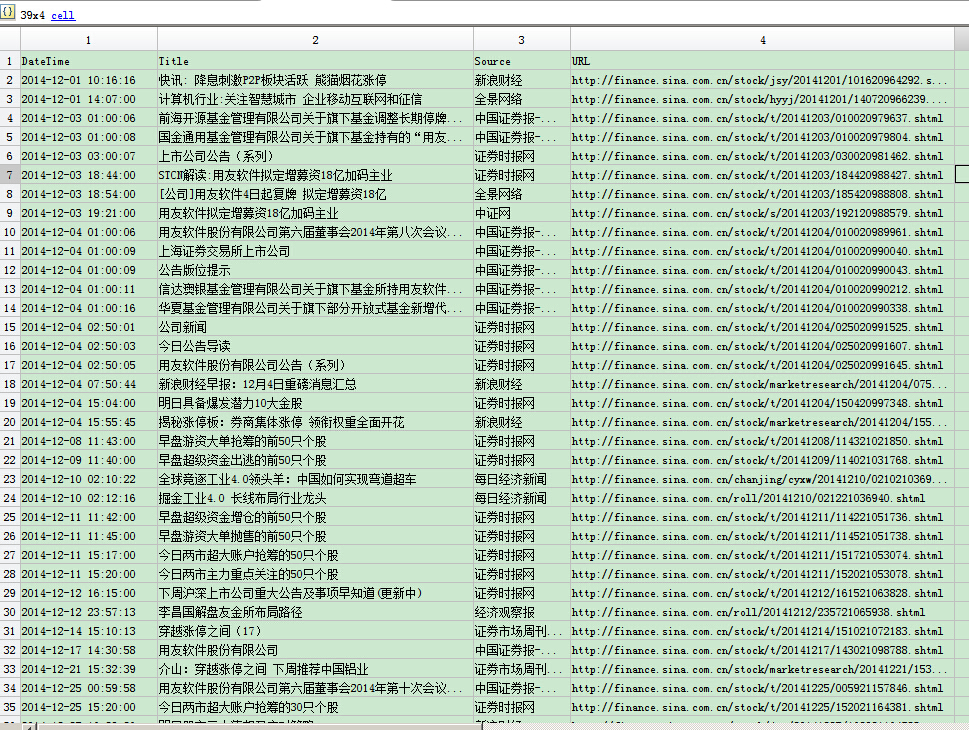 39x4 cell
1 2 3 4
1 DateTime Title Source URL
2 2014-12-01 10:16:16 快讯: 降息刺激P2P板块活跃 熊猫烟花涨停 新浪财经 http://finance.sina.com.cn/stock/jsy/20141201/101620964292.s...
3 2014-12-01 14:07:00 计算机行业:关注智慧城市 企业移动互联网和征信 全景网络 http://finance.sina.com.cn/stock/hyyj/20141201/140720966239....
4 2014-12-03 01:00:06 前海开源基金管理有限公司关于旗下基金调整长期停牌... 中国证券报-... http://finance.sina.com.cn/stock/t/20141203/010020979637.shtml
5 2014-12-03 01:00:08 国金通用基金管理有限公司关于旗下基金持有的“用友... 中国证券报-... http://finance.sina.com.cn/stock/t/20141203/010020979804.shtml
6 2014-12-03 03:00:07 上市公司公告（系列） 证券时报网 http://finance.sina.com.cn/stock/t/20141203/030020981462.shtml
7 2014-12-03 18:44:00 STCN解读:用友软件拟定增募资18亿加码主业 证券时报网 http://finance.sina.com.cn/stock/t/20141203/184420988427.shtml
8 2014-12-03 18:54:00 [公司]用友软件4日起复牌 拟定增募资18亿 全景网络 http://finance.sina.com.cn/stock/t/20141203/185420988808.shtml
9 2014-12-03 19:21:00 用友软件拟定增募资18亿加码主业 中证网 http://finance.sina.com.cn/stock/s/20141203/192120988579.shtml
10 2014-12-04 01:00:06 用友软件股份有限公司第六届董事会2014年第八次会议... 中国证券报-... http://finance.sina.com.cn/stock/t/20141204/010020989961.shtml
11 2014-12-04 01:00:09 上海证券交易所上市公司 中国证券报-... http://finance.sina.com.cn/stock/t/20141204/010020990040.shtml
12 2014-12-04 01:00:09 公告版位提示 中国证券报-... http://finance.sina.com.cn/stock/t/20141204/010020990043.shtml
13 2014-12-04 01:00:11 信达澳银基金管理有限公司关于旗下基金所持用友软件... 中国证券报-... http://finance.sina.com.cn/stock/t/20141204/010020990212.shtml
14 2014-12-04 01:00:16 华夏基金管理有限公司关于旗下部分开放式基金新增代... 中国证券报-... http://finance.sina.com.cn/stock/t/20141204/010020990338.shtml
15 2014-12-04 02:50:01 公司新闻 证券时报网 http://finance.sina.com.cn/stock/t/20141204/025020991525.shtml
16 2014-12-04 02:50:03 今日公告导读 证券时报网 http://finance.sina.com.cn/stock/t/20141204/025020991607.shtml
17 2014-12-04 02:50:05 用友软件股份有限公司公告（系列） 证券时报网 http://finance.sina.com.cn/stock/t/20141204/025020991645.shtml
18 2014-12-04 07:50:44 新浪财经早报：12月4日重磅消息汇总 新浪财经 http://finance.sina.com.cn/stock/marketresearch/20141204/075...
19 2014-12-04 15:04:00 明日具备爆发潜力10大金股 证券时报网 http://finance.sina.com.cn/stock/t/20141204/150420997348.shtml
20 2014-12-04 15:55:45 揭秘涨停板：券商集体涨停 领衔权重全面开花 新浪财经 http://finance.sina.com.cn/stock/marketresearch/20141204/155...
21 2014-12-08 11:43:00 早盘游资大单抢筹的前50只个股 证券时报网 http://finance.sina.com.cn/stock/t/20141208/114321021850.shtml
22 2014-12-09 11:40:00 早盘超级资金出逃的前50只个股 证券时报网 http://finance.sina.com.cn/stock/t/20141209/114021031768.shtml
23 2014-12-10 02:10:22 全球竞逐工业4.0领头羊：中国如何实现弯道超车 每日经济新闻 http://finance.sina.com.cn/chanjing/cyxw/20141210/0210210369...
24 2014-12-10 02:12:16 掘金工业4.0 长线布局行业龙头 每日经济新闻 http://finance.sina.com.cn/roll/20141210/021221036940.shtml
25 2014-12-11 11:42:00 早盘超级资金增仓的前50只个股 证券时报网 http://finance.sina.com.cn/stock/t/20141211/114221051736.shtml
26 2014-12-11 11:45:00 早盘游资大单抛售的前50只个股 证券时报网 http://finance.sina.com.cn/stock/t/20141211/114521051738.shtml
27 2014-12-11 15:17:00 今日两市超大账户抢筹的50只个股 证券时报网 http://finance.sina.com.cn/stock/t/20141211/151721053074.shtml
28 2014-12-11 15:20:00 今日两市主力重点关注的50只个股 证券时报网 http://finance.sina.com.cn/stock/t/20141211/152021053078.shtml
29 2014-12-12 16:15:00 下周沪深上市公司重大公告及事项早知道(更新中) 证券时报网 http://finance.sina.com.cn/stock/t/20141212/161521063828.shtml
30 2014-12-12 23:57:13 李昌国解盘友金所布局路径 经济观察报 http://finance.sina.com.cn/roll/20141212/235721065938.shtml
31 2014-12-14 15:10:13 穿越涨停之间（17） 证券市场周刊... http://finance.sina.com.cn/stock/t/20141214/151021072183.shtml
32 2014-12-17 14:30:58 用友软件股份有限公司 中国证券报-... http://finance.sina.com.cn/stock/t/20141217/143021098788.shtml
33 2014-12-21 15:32:39 介山：穿越涨停之间 下周推荐中国铝业 证券市场周刊... http://finance.sina.com.cn/stock/marketresearch/20141221/153...
34 2014-12-25 00:59:58 用友软件股份有限公司第六届董事会2014年第十次会议... 中国证券报-... http://finance.sina.com.cn/stock/t/20141225/005921157846.shtml
35 2014-12-25 15:20:00 今日两市超大账户抢筹的30只个股 证券时报网 http://finance.sina.com.cn/stock/t/20141225/152021164381.shtml